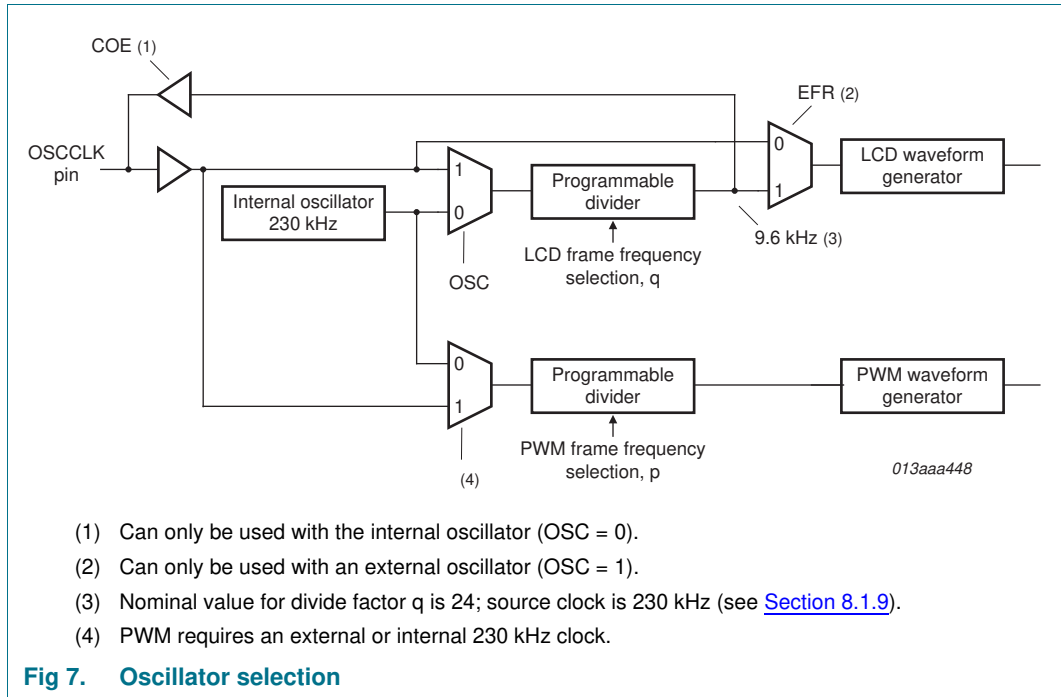 COE (1)
EFR (2)
OSCCLK
pin
0
1
LCD waveform
generator
1
0
Programmable
divider
Internal oscillator
230 kHz
9.6 kHz (3)
LCD frame frequency
selection, q
OSC
0
1
Programmable
divider
PWM waveform
generator
PWM frame frequency
selection, p
(4)
013aaa448
(1) Can only be used with the internal oscillator (OSC = 0).
(2) Can only be used with an external oscillator (OSC = 1).
(3) Nominal value for divide factor q is 24; source clock is 230 kHz (see Section 8.1.9).
(4) PWM requires an external or internal 230 kHz clock.
Fig 7. Oscillator selection